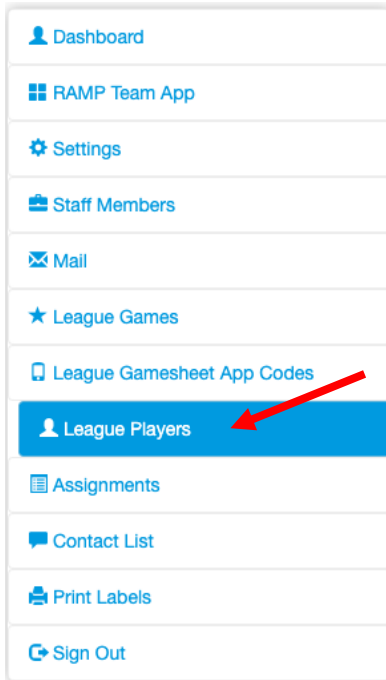 Dashboard
RAMP Team App
Settings
Staff Members
Mail
League Games
League Gamesheet App Codes
League Players
Assignments
Contact List
Print Labels
Sign Out